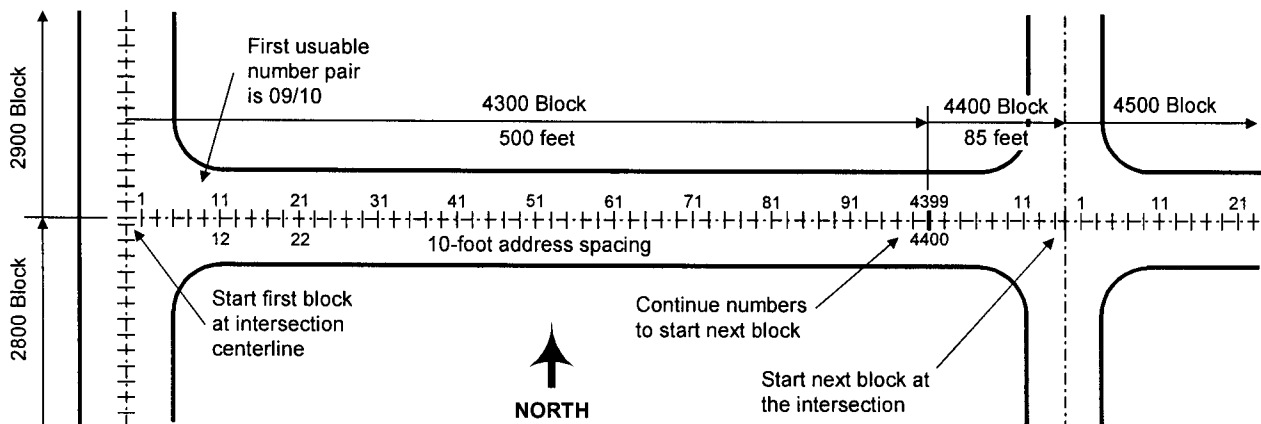 2900 Block
2800 Block
First usuable
number pair
is 09/10
4300 Block
500 feet
4400 Block
85 feet
4500 Block
1 11 21 31 41 51 61 71 81 91 4399 11 1 11 21
12 22 10-foot address spacing 4400
Start first block
at intersection
centerline
NORTH
Continue numbers
to start next block
Start next block at
the intersection